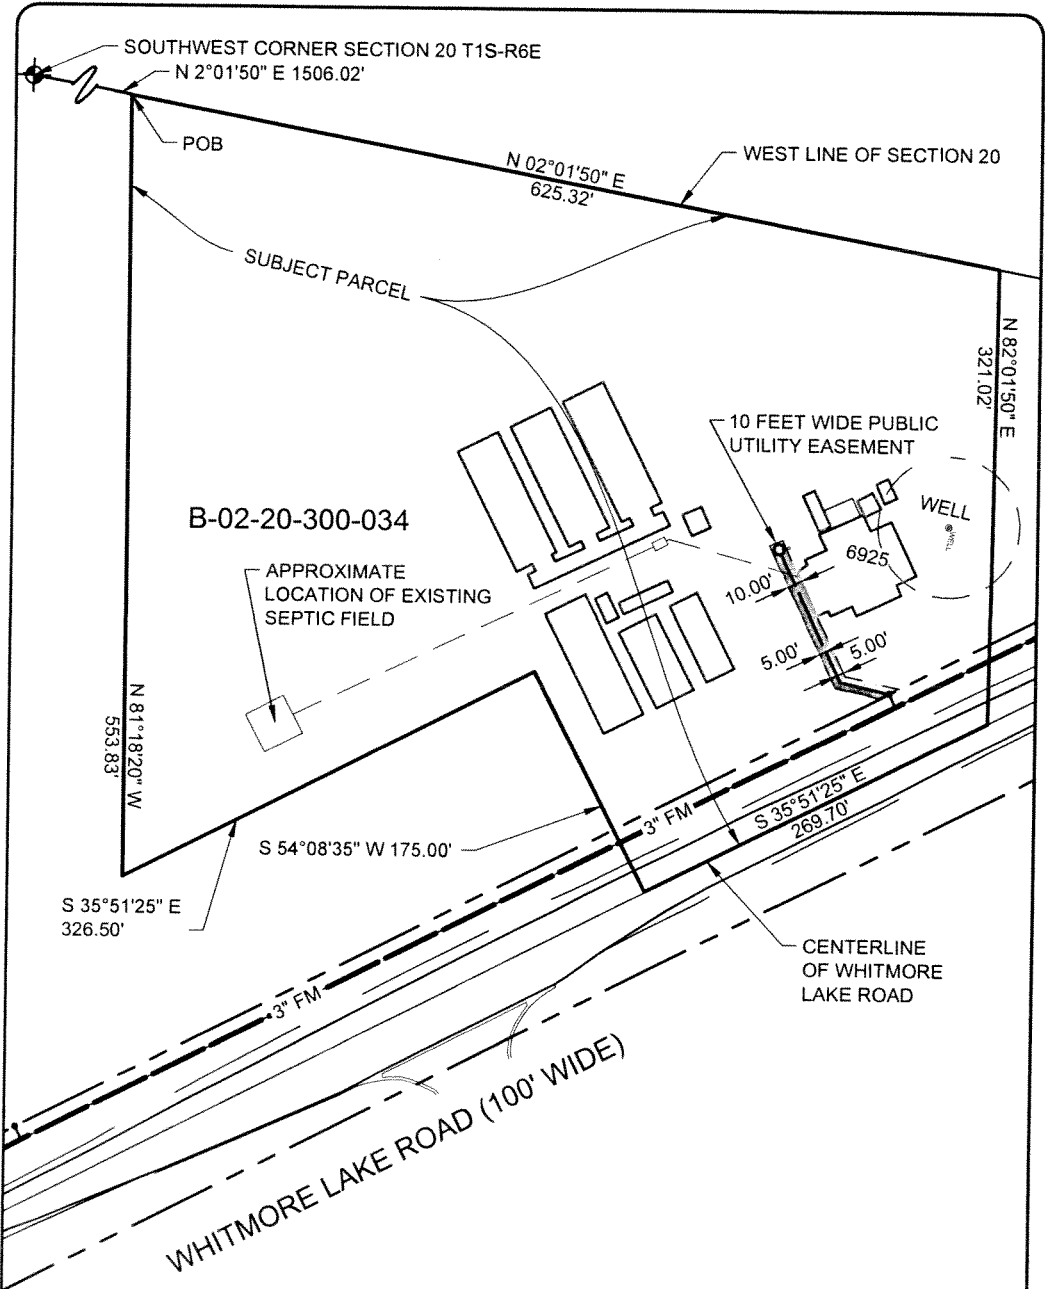 SOUTHWEST CORNER SECTION 20 T1S-R6E
N 2°01'50" E 1506.02'
POB
N 02°01'50" E
625.32'
WEST LINE OF SECTION 20
SUBJECT PARCEL
N 82°01'50" E
321.02'
10 FEET WIDE PUBLIC
UTILITY EASEMENT
B-02-20-300-034
WELL
WELL
6925
APPROXIMATE
LOCATION OF EXISTING
SEPTIC FIELD
10.00'
5.00'
5.00'
N 81°18'20" W
553.83'
S 54°08'35" W 175.00'
3" FM
S 35°51'25" E
269.70'
S 35°51'25" E
326.50'
CENTERLINE
OF WHITMORE
LAKE ROAD
3" FM
WHITMORE LAKE ROAD (100' WIDE)